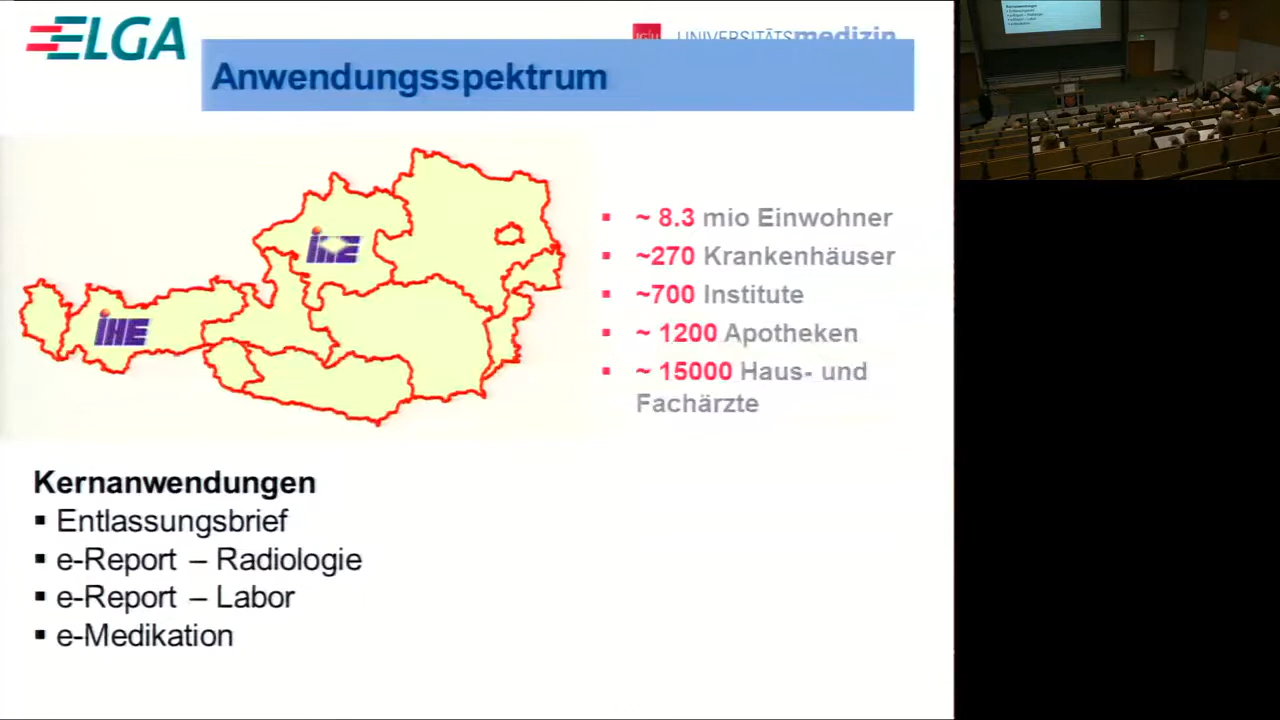 ELGA
UNIVERSITÄTSmedizin
Anwendungsspektrum
IHE
IHE
▪ ~ 8.3 mio Einwohner
▪ ~270 Krankenhäuser
▪ ~700 Institute
▪ ~ 1200 Apotheken
▪ ~ 15000 Haus- und
Fachärzte
Kernanwendungen
▪ Entlassungsbrief
▪ e-Report – Radiologie
▪ e-Report – Labor
▪ e-Medikation